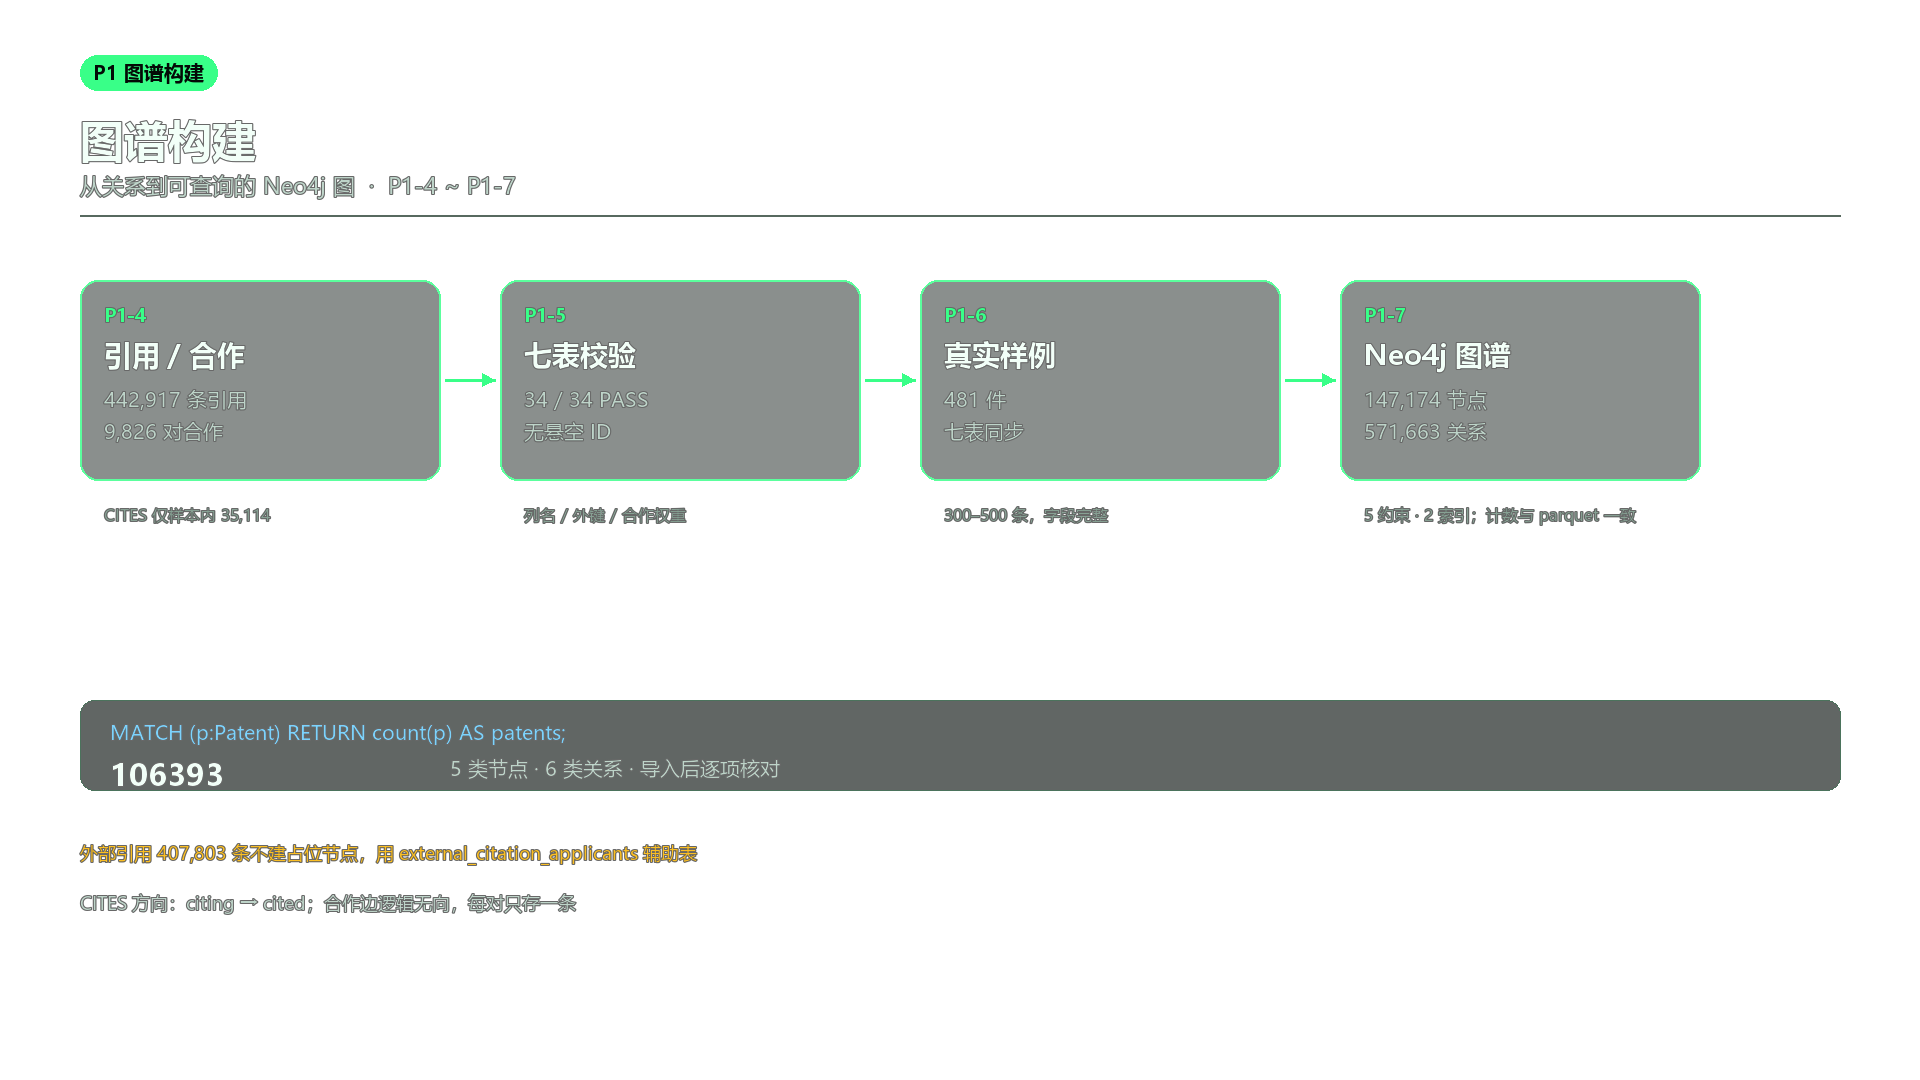 P1 图谱构建
图谱构建
从关系到可查询的 Neo4j 图 · P1-4 ~ P1-7
P1-4
引用 / 合作
442,917 条引用
9,826 对合作
CITES 仅样本内 35,114
P1-5
七表校验
34 / 34 PASS
无悬空 ID
列名 / 外键 / 合作权重
P1-6
真实样例
481 件
七表同步
300–500 条，字段完整
P1-7
Neo4j 图谱
147,174 节点
571,663 关系
5 约束 · 2 索引；计数与 parquet 一致
MATCH (p:Patent) RETURN count(p) AS patents;
106393
5 类节点 · 6 类关系 · 导入后逐项核对
外部引用 407,803 条不建占位节点，用 external_citation_applicants 辅助表
CITES 方向：citing → cited；合作边逻辑无向，每对只存一条